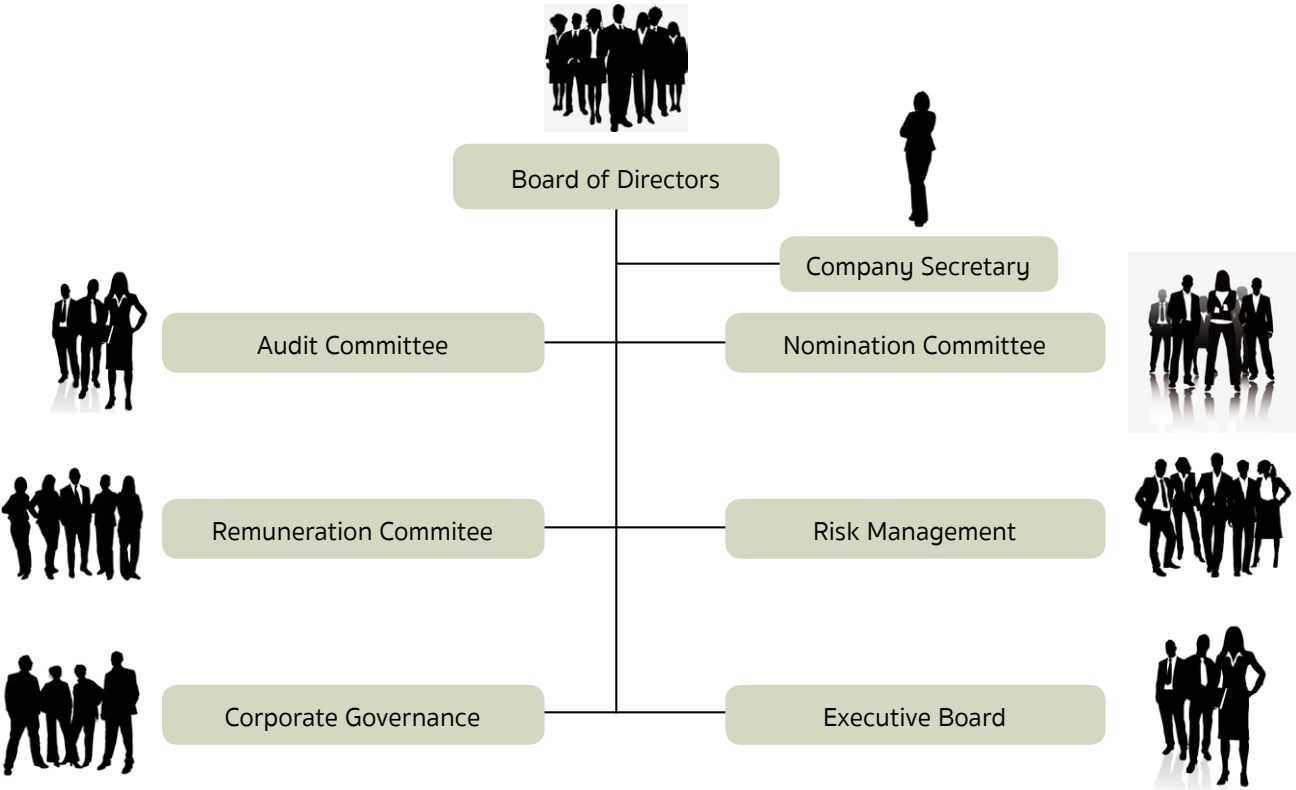 Board of Directors
Company Secretary
Audit Committee
Nomination Committee
Remuneration Commitee
Risk Management
Corporate Governance
Executive Board